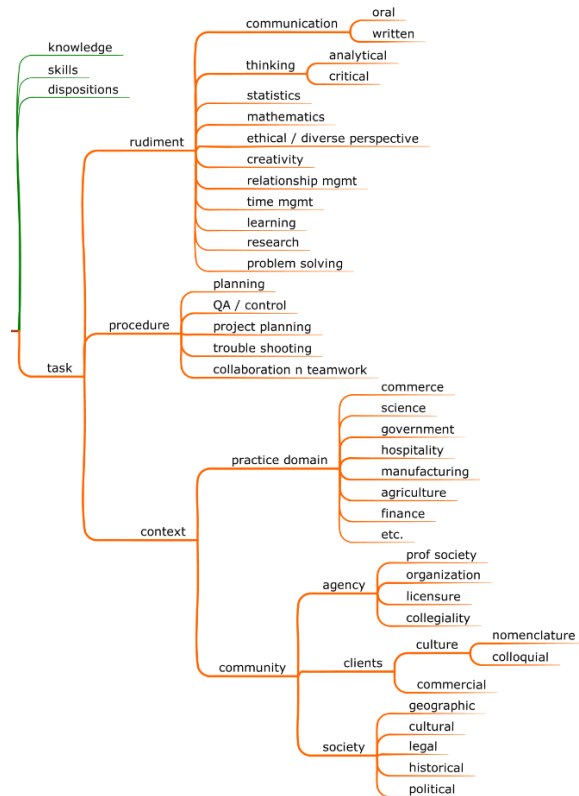 knowledge
skills
dispositions
task
rudiment
communication
oral
written
thinking
analytical
critical
statistics
mathematics
ethical / diverse perspective
creativity
relationship mgmt
time mgmt
learning
research
problem solving
procedure
planning
QA / control
project planning
trouble shooting
collaboration n teamwork
context
practice domain
commerce
science
government
hospitality
manufacturing
agriculture
finance
etc.
community
agency
prof society
organization
licensure
collegiality
clients
culture
nomenclature
colloquial
commercial
society
geographic
cultural
legal
historical
political